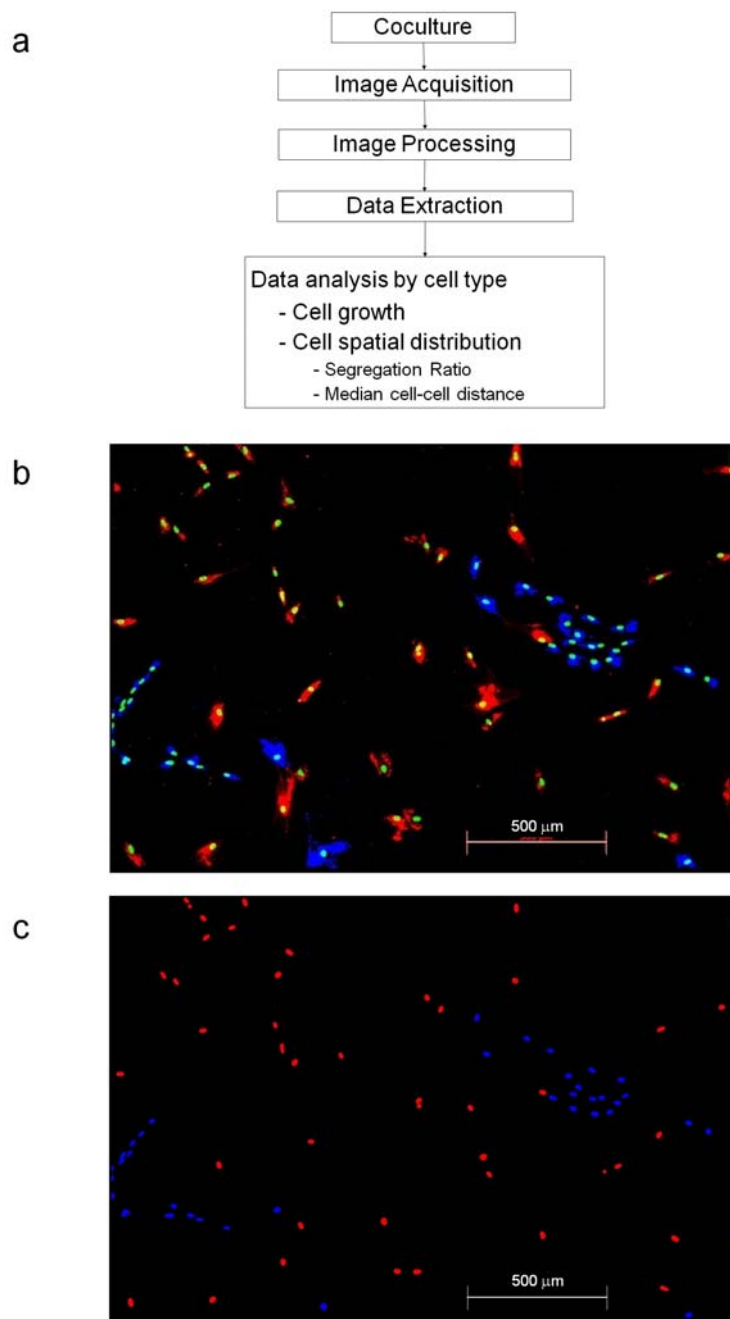 a
Coculture
Image Acquisition
Image Processing
Data Extraction
Data analysis by cell type
- Cell growth
- Cell spatial distribution
- Segregation Ratio
- Median cell-cell distance
b
500 μm
c
500 μm